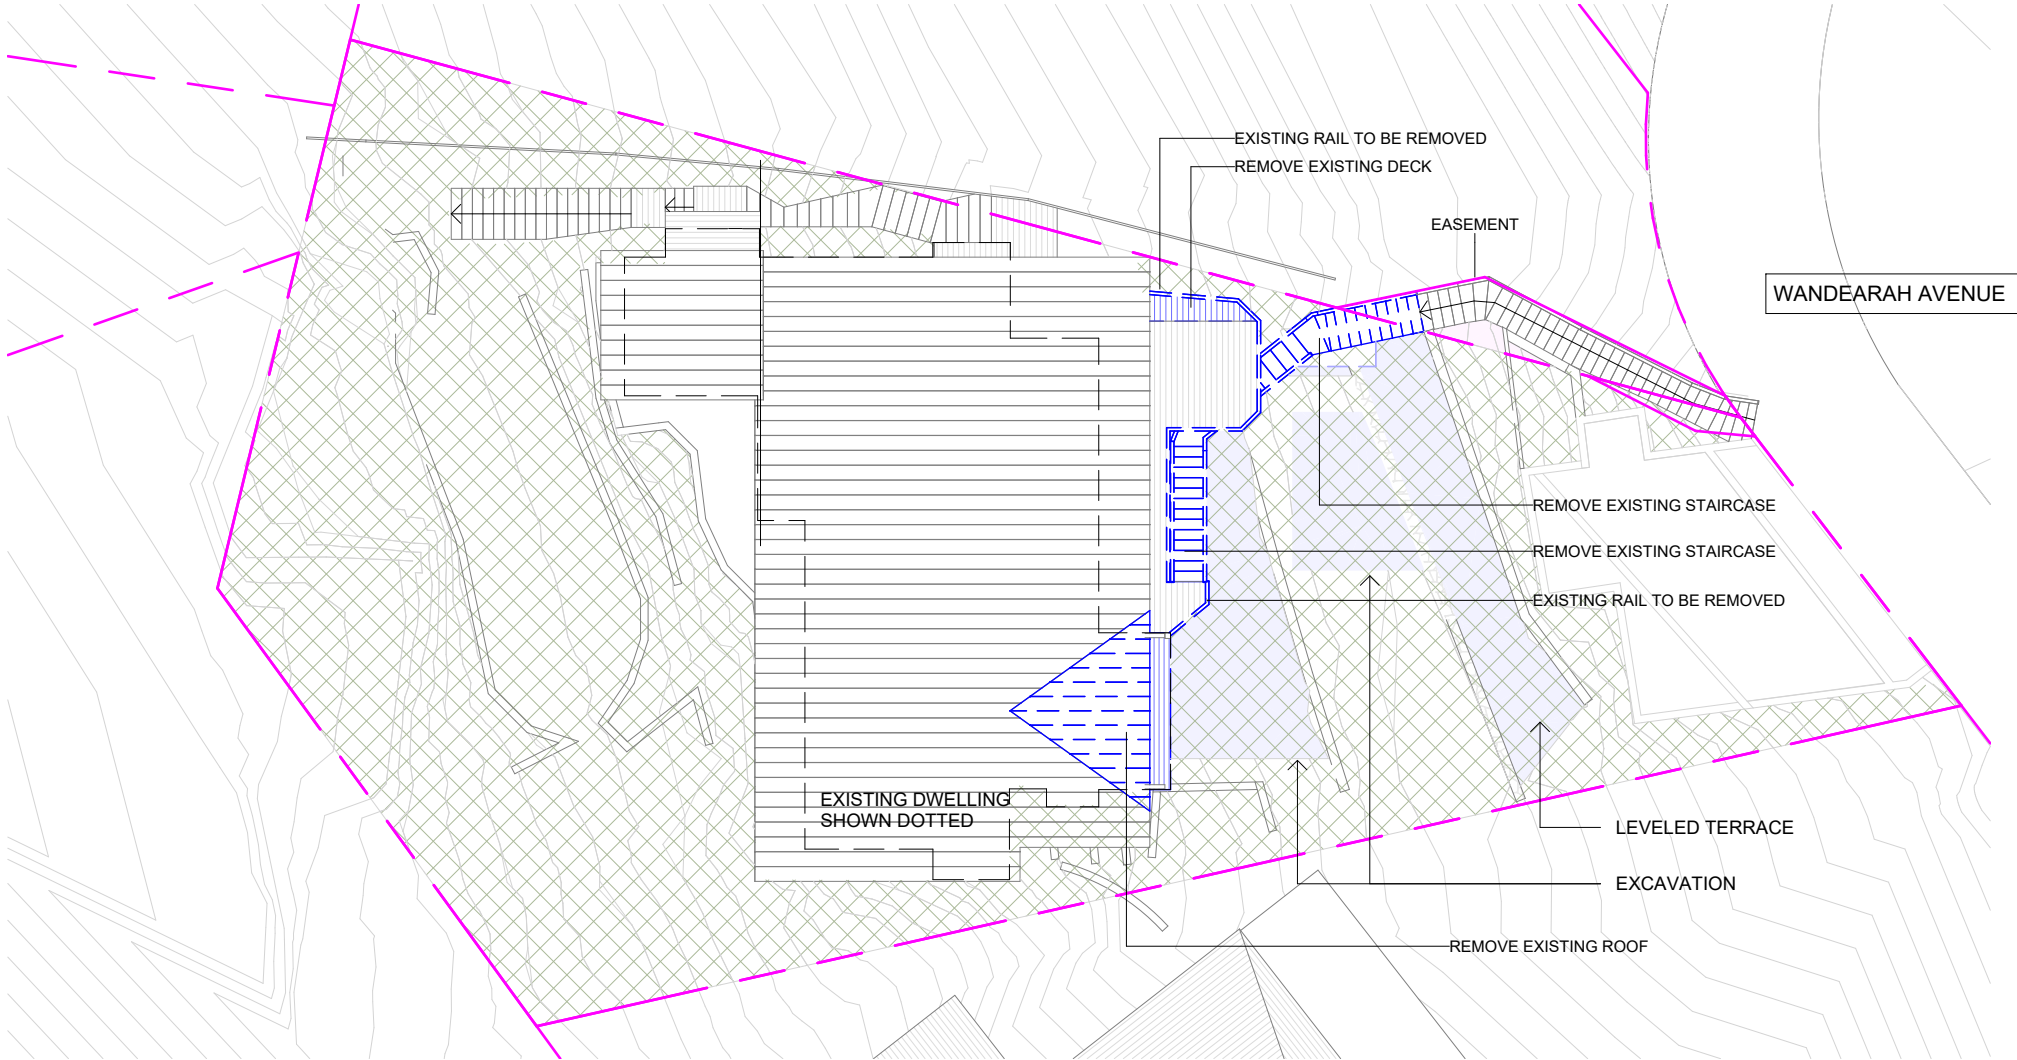 EXISTING RAIL TO BE REMOVED
REMOVE EXISTING DECK
EASEMENT
WANDEARAH AVENUE
REMOVE EXISTING STAIRCASE
REMOVE EXISTING STAIRCASE
EXISTING RAIL TO BE REMOVED
EXISTING DWELLING
SHOWN DOTTED
LEVELED TERRACE
EXCAVATION
REMOVE EXISTING ROOF